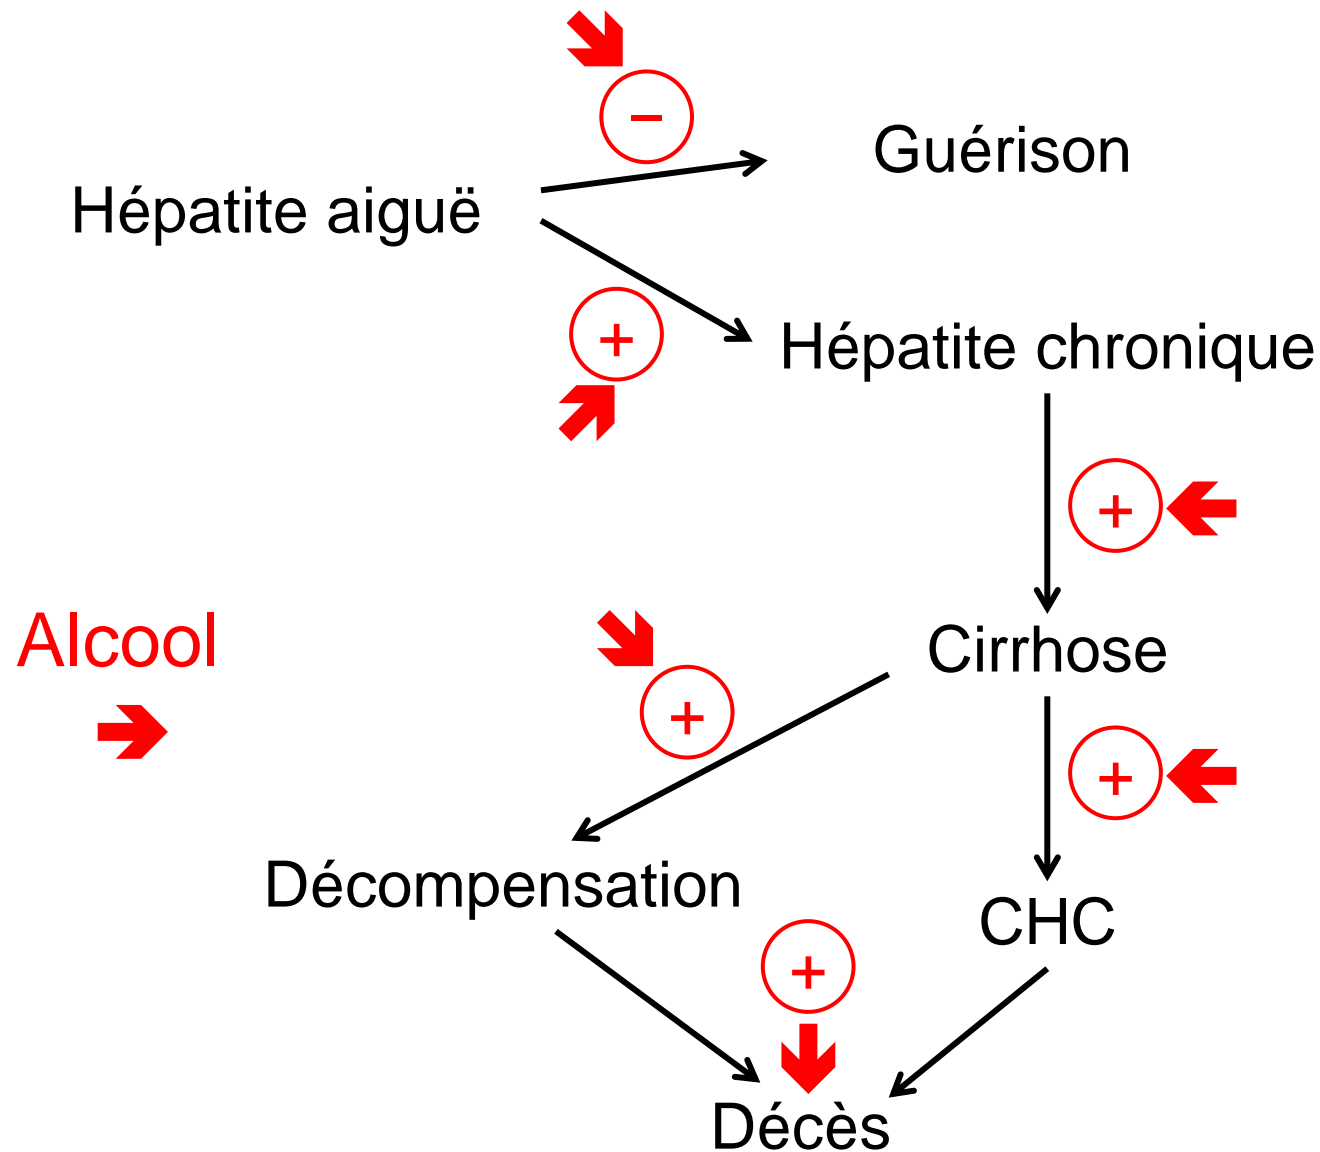 −
Guérison
Hépatite aiguë
+
Hépatite chronique
+
Alcool
Cirrhose
+
+
Décompensation
CHC
+
Décès